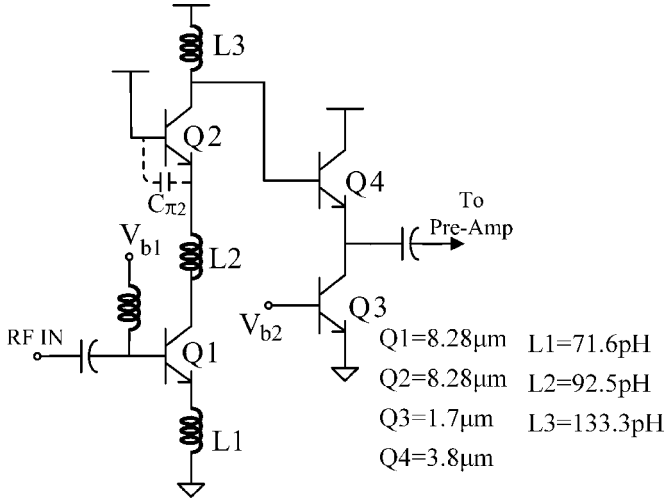 L3
Q2
Cπ2
Q4
To
Pre-Amp
Vb1
L2
Vb2
Q3
RF IN
Q1
L1
Q1=8.28μm L1=71.6pH
Q2=8.28μm L2=92.5pH
Q3=1.7μm L3=133.3pH
Q4=3.8μm